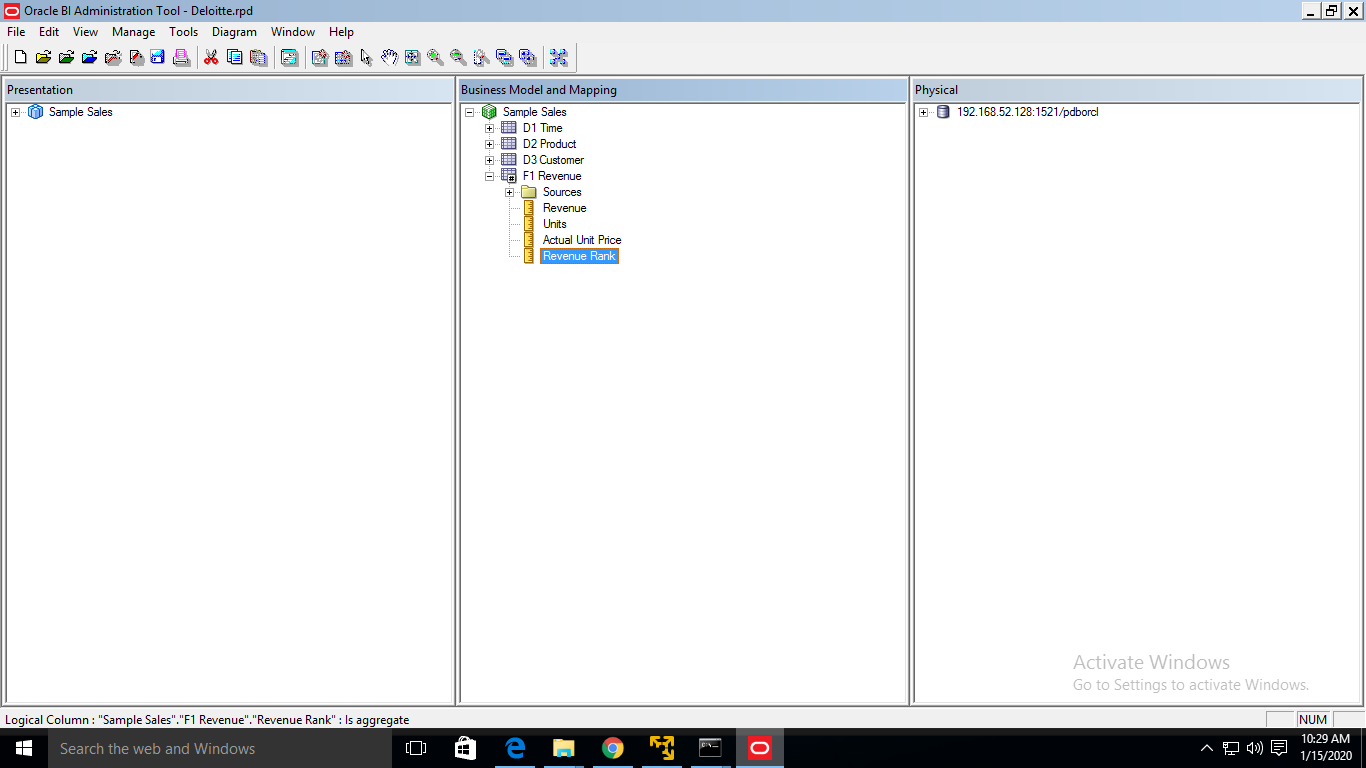 Oracle BI Administration Tool - Deloitte.rpd
File Edit View Manage Tools Diagram Window Help
Presentation
Sample Sales
Business Model and Mapping
Sample Sales
D1 Time
D2 Product
D3 Customer
F1 Revenue
Sources
Revenue
Units
Actual Unit Price
Revenue Rank
Physical
192.168.52.128:1521/pdborcl
Activate Windows
Go to Settings to activate Windows.
Logical Column : "Sample Sales"."F1 Revenue"."Revenue Rank" : Is aggregate
NUM
Search the web and Windows
10:29 AM
1/15/2020